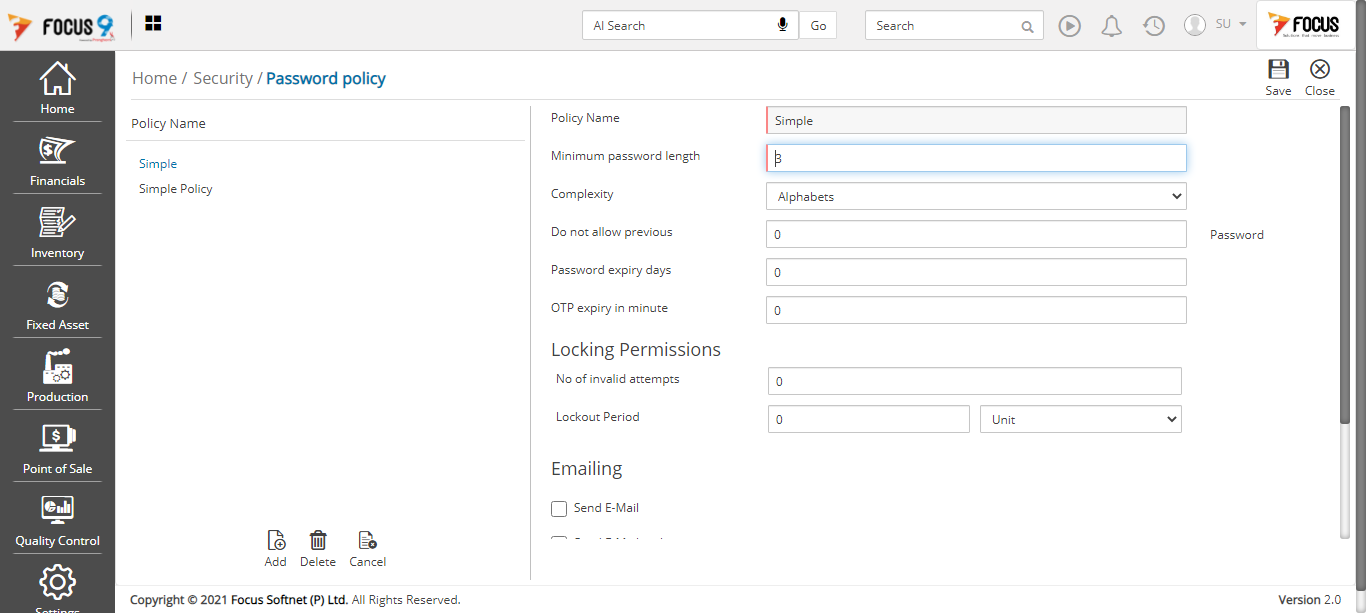 FOCUS 9
AI Search
Go
Search
SU
FOCUS
Home
Financials
Inventory
Fixed Asset
Production
Point of Sale
Quality Control
Settings
Home / Security / Password policy
Save
Close
Policy Name
Simple
Simple Policy
Add
Delete
Cancel
Policy Name
Simple
Minimum password length
3
Complexity
Alphabets
Do not allow previous
0
Password
Password expiry days
0
OTP expiry in minute
0
Locking Permissions
No of invalid attempts
0
Lockout Period
0
Unit
Emailing
Send E-Mail
Copyright © 2021 Focus Softnet (P) Ltd. All Rights Reserved.
Version 2.0